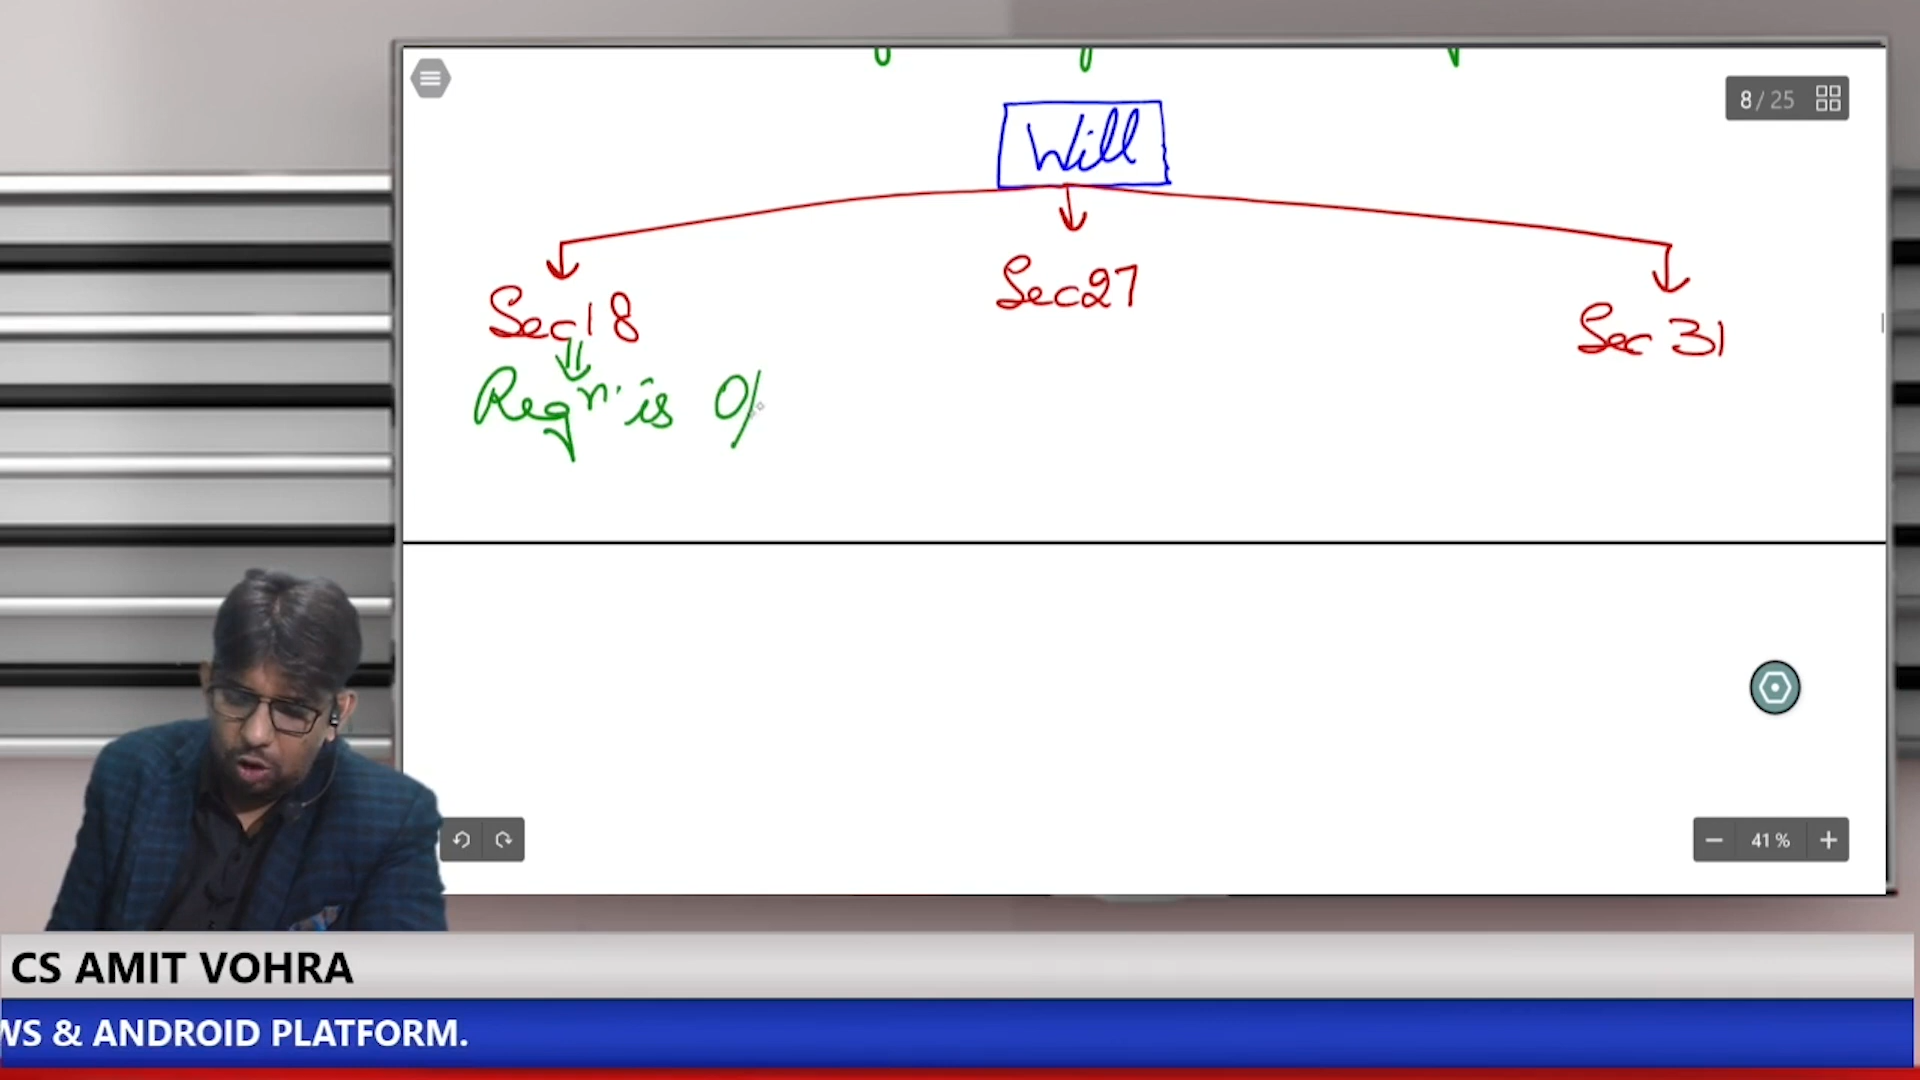 8 / 25
Will
Sec 18
Sec 27
Sec 31
Regⁿ. is
41 %
CS AMIT VOHRA
WS & ANDROID PLATFORM.